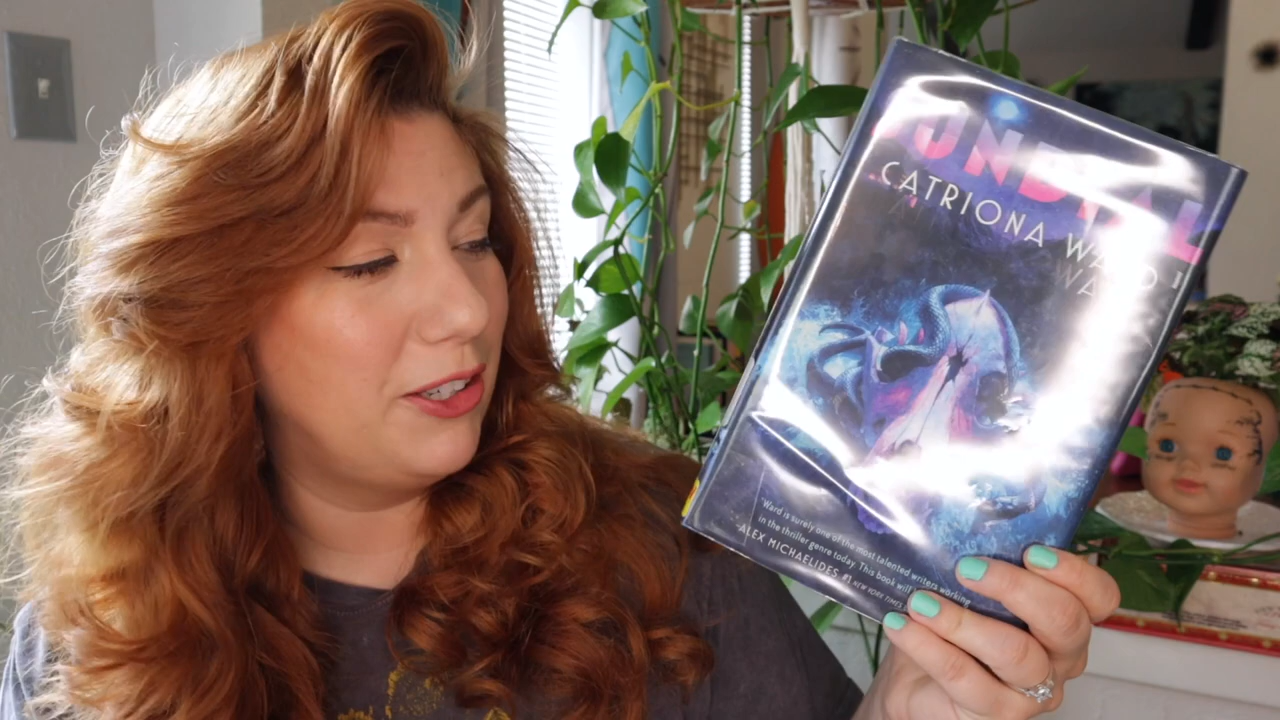 SUNDIAL
CATRIONA WARD
"Ward is surely one of the most talented writers working
in the thriller genre today. This book will
-ALEX MICHAELIDES, #1 NEW YORK TIMES